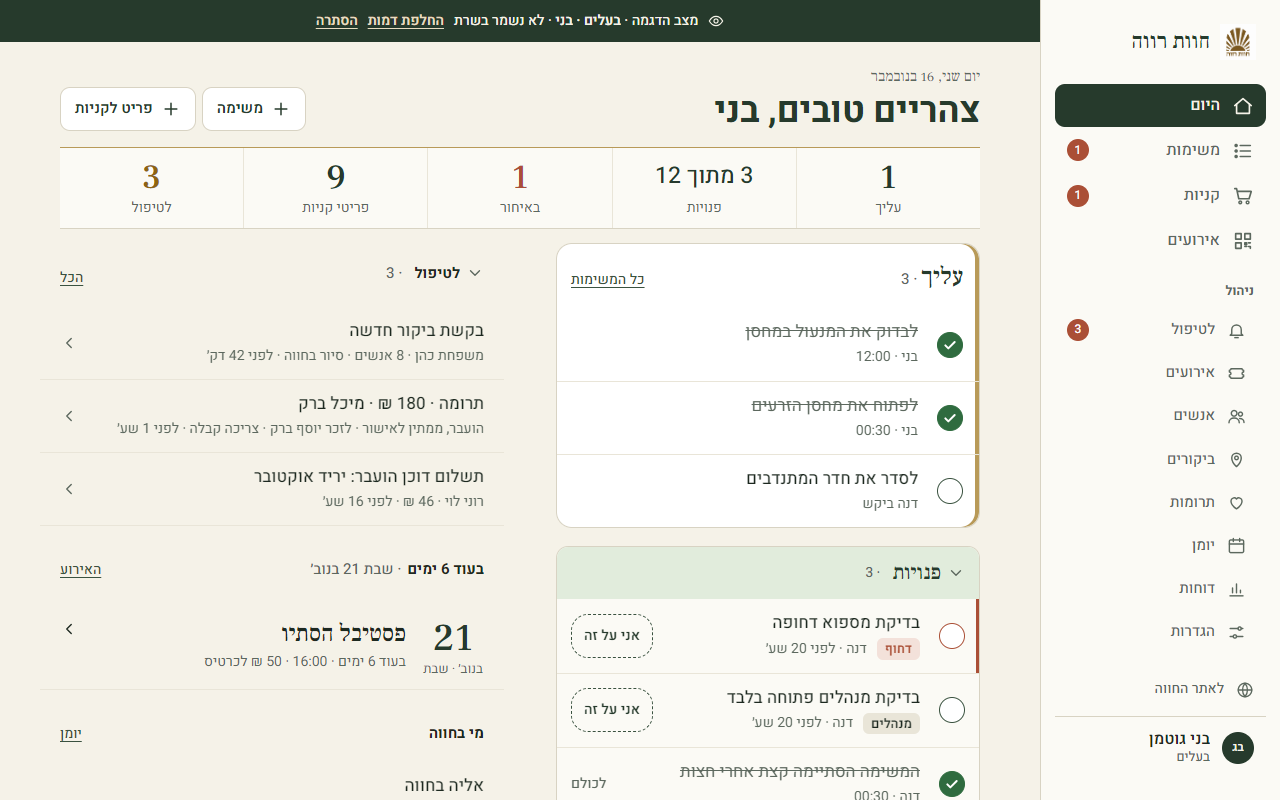 מצב הדגמה · בעלים · בני · לא נשמר בשרת החלפת דמות הסתרה
חוות רווה
היום
משימות 1
קניות 1
אירועים
ניהול
לטיפול 3
אירועים
אנשים
ביקורים
תרומות
יומן
דוחות
הגדרות
לאתר החווה
בג בני גוטמן
בעלים
יום שני, 16 בנובמבר
צהריים טובים, בני
משימה
פריט לקניות
1 עליך
3 מתוך 12 פנויות
1 באיחור
9 פריטי קניות
3 לטיפול
עליך · 3 כל המשימות
לבדוק את המנעול במחסן
בני · 12:00
לפתוח את מחסן הזרעים
בני · 00:30
לסדר את חדר המתנדבים
דנה ביקש
פנויות · 3
בדיקת מספוא דחופה
דחוף דנה · לפני 20 שע׳
אני על זה
בדיקת מנהלים פתוחה בלבד
מנהלים דנה · לפני 20 שע׳
אני על זה
המשימה הסתיימה קצת אחרי חצות
דנה · 00:30
לכולם
לטיפול · 3 הכל
בקשת ביקור חדשה
משפחת כהן · 8 אנשים · סיור בחווה · לפני 42 דק׳
תרומה · 180 ₪ · מיכל ברק
הועבר, ממתין לאישור · לזכר יוסף ברק · צריכה קבלה · לפני 1 שע׳
תשלום דוכן הועבר: יריד אוקטובר
רוני לוי · 46 ₪ · לפני 16 שע׳
בעוד 6 ימים · שבת 21 בנוב׳ האירוע
21
בנוב׳ · שבת
פסטיבל הסתיו
בעוד 6 ימים · 16:00 · 50 ₪ לכרטיס
מי בחווה יומן
אליה בחווה